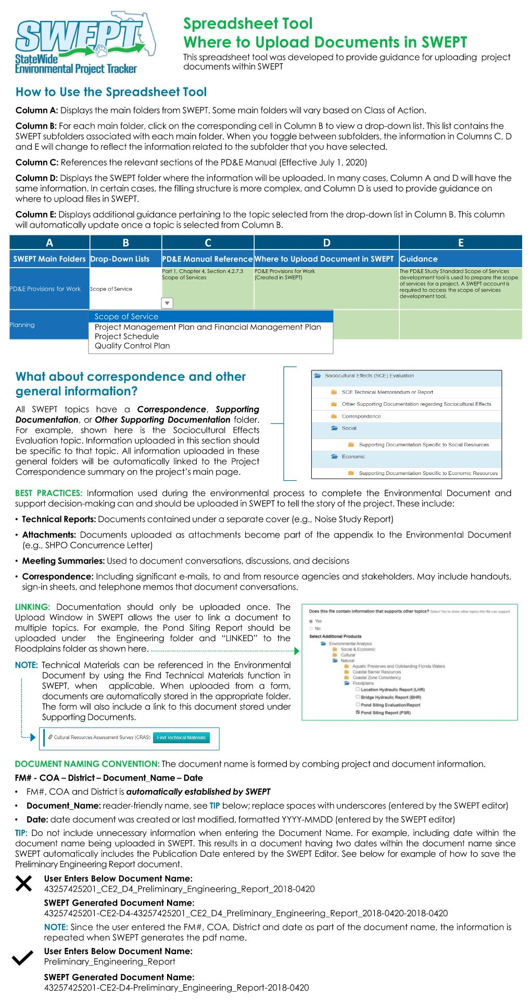 SWEPT
StateWide
Environmental Project Tracker
Spreadsheet Tool
Where to Upload Documents in SWEPT
This spreadsheet tool was developed to provide guidance for uploading  project
documents within SWEPT
How to Use the Spreadsheet Tool
Column A: Displays the main folders from SWEPT. Some main folders will vary based on Class of Action.
Column B: For each main folder, click on the corresponding cell in Column B to view a drop-down list. This list contains the
SWEPT subfolders associated with each main folder. When you toggle between subfolders, the information in Columns C, D
and E will change to reflect the information related to the subfolder that you have selected.
Column C: References the relevant sections of the PD&E Manual (Effective July 1, 2020)
Column D: Displays the SWEPT folder where the information will be uploaded. In many cases, Column A and D will have the
same information. In certain cases, the filling structure is more complex, and Column D is used to provide guidance on
where to upload files in SWEPT.
Column E: Displays additional guidance pertaining to the topic selected from the drop-down list in Column B. This column
will automatically update once a topic is selected from Column B.
A B C D E
SWEPT Main Folders Drop-Down Lists PD&E Manual Reference Where to Upload Document in SWEPT Guidance
PD&E Provisions for Work
Scope of Service
Part 1, Chapter 4, Section 4.2.7.3
Scope of Services
PD&E Provisions for Work
(Created in SWEPT)
The PD&E Study Standard Scope of Services
development tool is used to prepare the scope
of services for a project. A SWEPT account is
required to access the scope of services
development tool.
Planning
Scope of Service
Project Management Plan and Financial Management Plan
Project Schedule
Quality Control Plan
What about correspondence and other
general information?
All SWEPT topics have a Correspondence, Supporting
Documentation, or Other Supporting Documentation folder.
For example, shown here is the Sociocultural Effects
Evaluation topic. Information uploaded in this section should
be specific to that topic. All information uploaded in these
general folders will be automatically linked to the Project
Correspondence summary on the project's main page.
Sociocultural Effects (SCE) Evaluation
SCE Technical Memorandum or Report
Other Supporting Documentation regarding Sociocultural Effects
Correspondence
Social
Supporting Documentation Specific to Social Resources
Economic
Supporting Documentation Specific to Economic Resources
BEST PRACTICES: Information used during the environmental process to complete the Environmental Document and
support decision-making can and should be uploaded in SWEPT to tell the story of the project. These include:
• Technical Reports: Documents contained under a separate cover (e.g., Noise Study Report)
• Attachments: Documents uploaded as attachments become part of the appendix to the Environmental Document
(e.g., SHPO Concurrence Letter)
• Meeting Summaries: Used to document conversations, discussions, and decisions
• Correspondence: Including significant e-mails, to and from resource agencies and stakeholders. May include handouts,
sign-in sheets, and telephone memos that document conversations.
LINKING: Documentation should only be uploaded once. The
Upload Window in SWEPT allows the user to link a document to
multiple topics. For example, the Pond Siting Report should be
uploaded under  the Engineering folder and “LINKED” to the
Floodplains folder as shown here.
NOTE: Technical Materials can be referenced in the Environmental
Document by using the Find Technical Materials function in
SWEPT, when  applicable. When uploaded from a form,
documents are automatically stored in the appropriate folder.
The form will also include a link to this document stored under
Supporting Documents.
Does this file contain information that supports other topics? Select Yes to show other topics this file can support
Yes
No
Select Additional Products
Environmental Analysis
Social & Economic
Cultural
Natural
Aquatic Preserves and Outstanding Florida Waters
Coastal Barrier Resources
Coastal Zone Consistency
Floodplains
Location Hydraulic Report (LHR)
Bridge Hydraulic Report (BHR)
Pond Siting Evaluation/Report
Pond Siting Report (PSR)
Cultural Resources Assessment Survey (CRAS) Find Technical Materials
DOCUMENT NAMING CONVENTION: The document name is formed by combing project and document information.
FM# - COA – District – Document_Name – Date
• FM#, COA and District is automatically established by SWEPT
• Document_Name: reader-friendly name, see TIP below; replace spaces with underscores (entered by the SWEPT editor)
• Date: date document was created or last modified, formatted YYYY-MMDD (entered by the SWEPT editor)
TIP: Do not include unnecessary information when entering the Document Name. For example, including date within the
document name being uploaded in SWEPT. This results in a document having two dates within the document name since
SWEPT automatically includes the Publication Date entered by the SWEPT Editor. See below for example of how to save the
Preliminary Engineering Report document.
User Enters Below Document Name:
43257425201_CE2_D4_Preliminary_Engineering_Report_2018-0420
SWEPT Generated Document Name:
43257425201-CE2-D4-43257425201_CE2_D4_Preliminary_Engineering_Report_2018-0420-2018-0420
NOTE: Since the user entered the FM#, COA, District and date as part of the document name, the information is
repeated when SWEPT generates the pdf name.
User Enters Below Document Name:
Preliminary_Engineering_Report
SWEPT Generated Document Name:
43257425201-CE2-D4-Preliminary_Engineering_Report-2018-0420